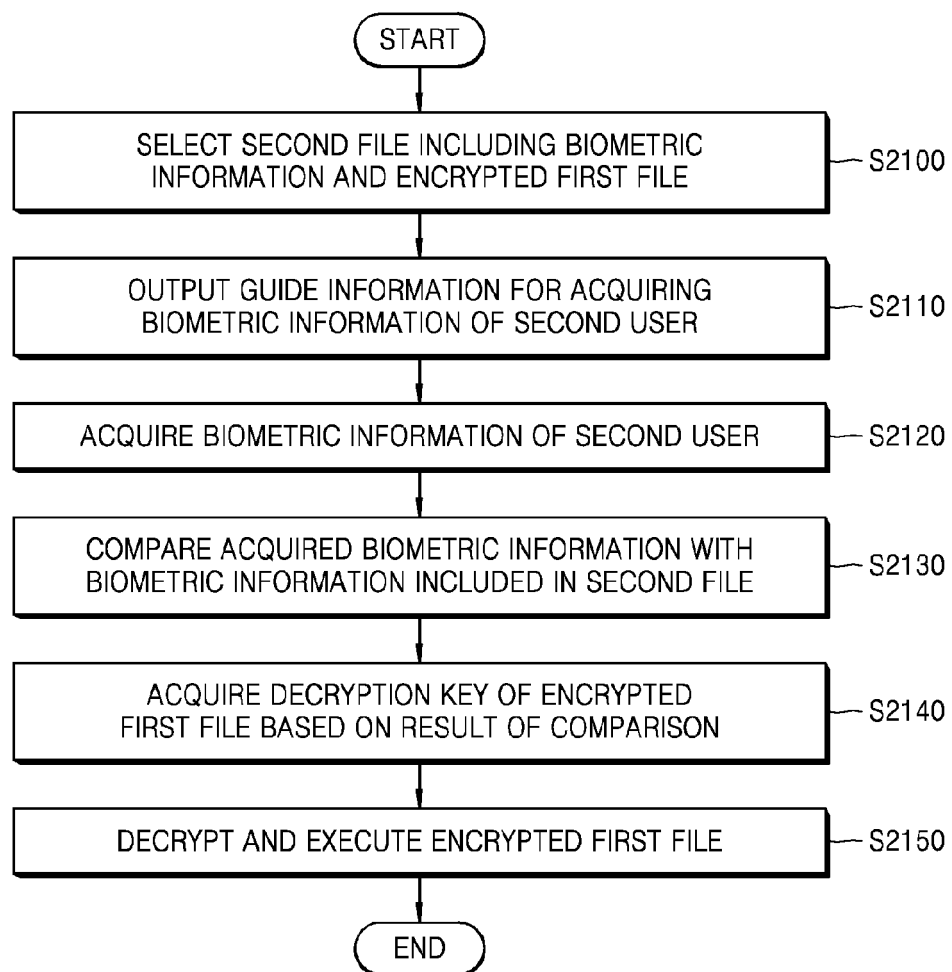 START
SELECT SECOND FILE INCLUDING BIOMETRIC
INFORMATION AND ENCRYPTED FIRST FILE
S2100
OUTPUT GUIDE INFORMATION FOR ACQUIRING
BIOMETRIC INFORMATION OF SECOND USER
S2110
ACQUIRE BIOMETRIC INFORMATION OF SECOND USER
S2120
COMPARE ACQUIRED BIOMETRIC INFORMATION WITH
BIOMETRIC INFORMATION INCLUDED IN SECOND FILE
S2130
ACQUIRE DECRYPTION KEY OF ENCRYPTED
FIRST FILE BASED ON RESULT OF COMPARISON
S2140
DECRYPT AND EXECUTE ENCRYPTED FIRST FILE
S2150
END